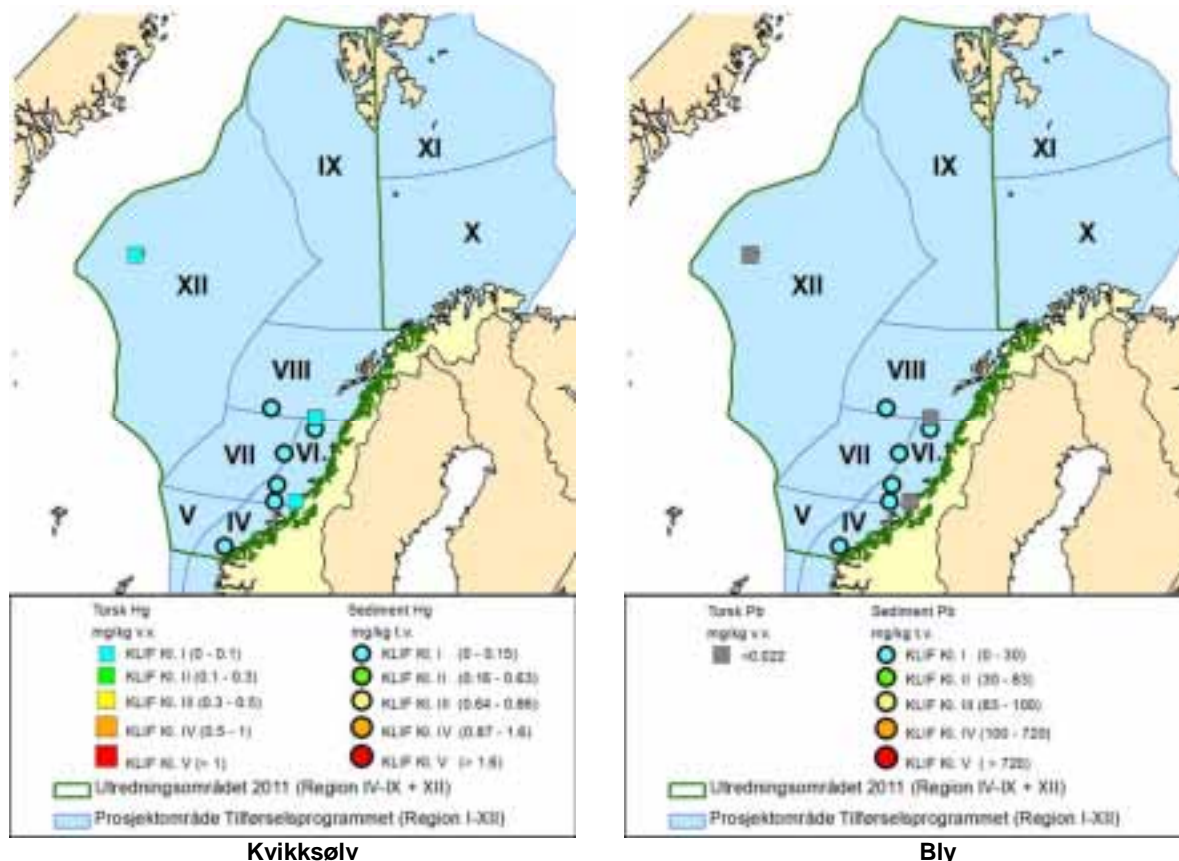 IX
XI
X
XII
VIII
VII
VI.
V
IV
Torsk Hg
mg/kg v.v.
KLIF Kl. I (0 - 0.1)
KLIF Kl. II (0.1 - 0.3)
KLIF Kl. III (0.3 - 0.5)
KLIF Kl. IV (0.5 - 1)
KLIF Kl. V (> 1)
Sediment Hg
mg/kg t.v.
KLIF Kl. I (0 - 0.15)
KLIF Kl. II (0.16 - 0.63)
KLIF Kl. III (0.64 - 0.86)
KLIF Kl. IV (0.87 - 1.6)
KLIF Kl. V (> 1.6)
Utredningsområdet 2011 (Region IV-IX + XII)
Prosjektområde Tilførselsprogrammet (Region I-XII)
Kvikksølv
IX
XI
X
XII
VIII
VII
VI.
V
IV
Torsk Pb
mg/kg v.v.
<0.022
Sediment Pb
mg/kg t.v.
KLIF Kl. I (0 - 30)
KLIF Kl. II (30 - 83)
KLIF Kl. III (83 - 100)
KLIF Kl. IV (100 - 720)
KLIF Kl. V (> 720)
Utredningsområdet 2011 (Region IV-IX + XII)
Prosjektområde Tilførselsprogrammet (Region I-XII)
Bly